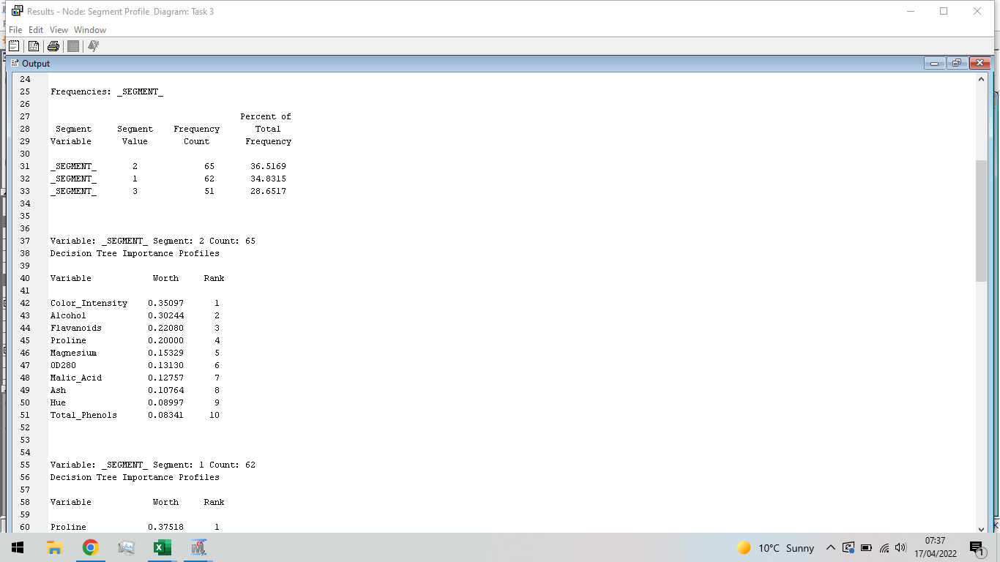 Results - Node: Segment Profile  Diagram: Task 3
File Edit View Window
Output
24
25 Frequencies: _SEGMENT_
26
27 Percent of
28 Segment Segment Frequency Total
29 Variable Value Count Frequency
30
31 _SEGMENT_ 2 65 36.5169
32 _SEGMENT_ 1 62 34.8315
33 _SEGMENT_ 3 51 28.6517
34
35
36
37 Variable: _SEGMENT_ Segment: 2 Count: 65
38 Decision Tree Importance Profiles
39
40 Variable Worth Rank
41
42 Color_Intensity 0.35097 1
43 Alcohol 0.30244 2
44 Flavanoids 0.22080 3
45 Proline 0.20000 4
46 Magnesium 0.15329 5
47 OD280 0.13130 6
48 Malic_Acid 0.12757 7
49 Ash 0.10764 8
50 Hue 0.08997 9
51 Total_Phenols 0.08341 10
52
53
54
55 Variable: _SEGMENT_ Segment: 1 Count: 62
56 Decision Tree Importance Profiles
57
58 Variable Worth Rank
59
60 Proline 0.37518 1
10°C Sunny
07:37
17/04/2022
1